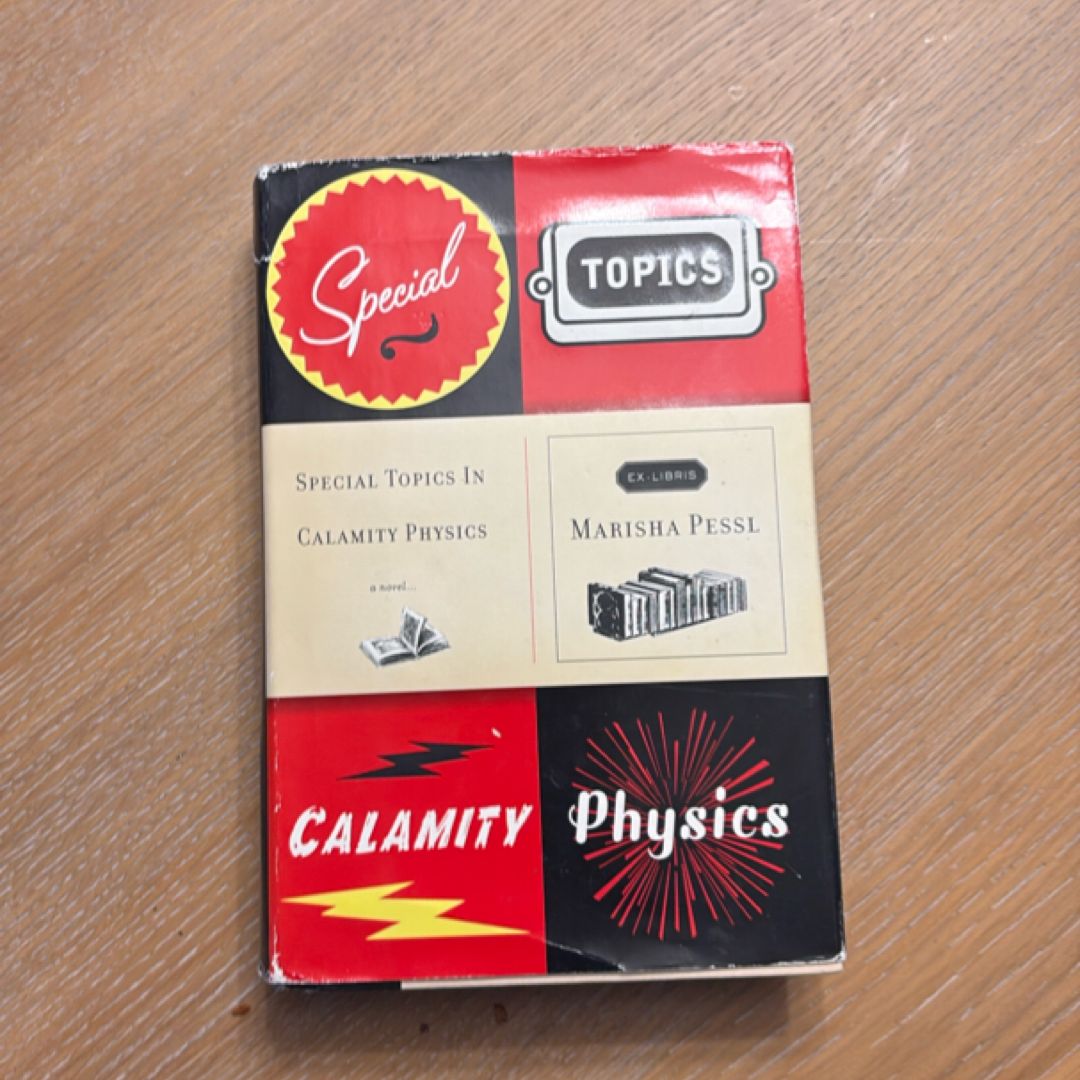 Special
TOPICS
SPECIAL TOPICS IN
CALAMITY PHYSICS
a novel...
EX-LIBRIS
MARISHA PESSL
CALAMITY
Physics